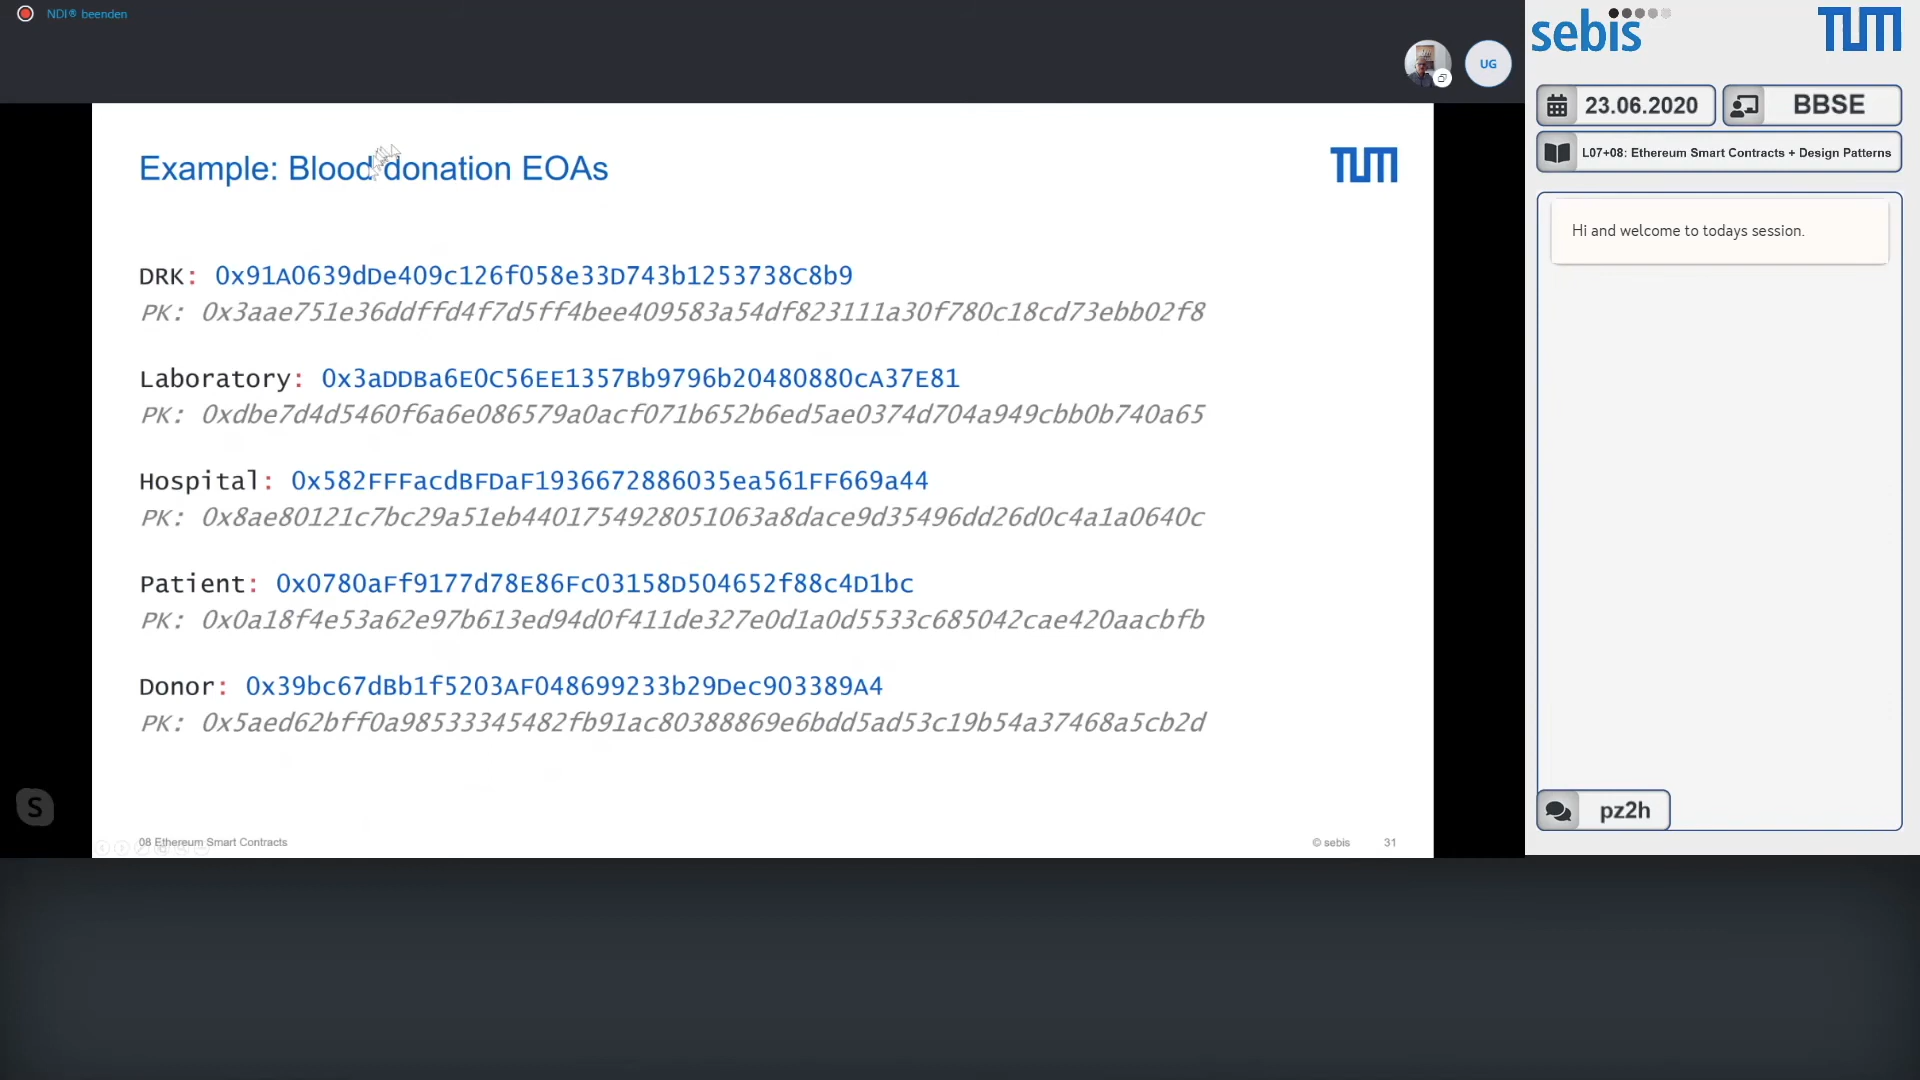 NDI® beenden
UG
sebis
TUM
23.06.2020
BBSE
L07+08: Ethereum Smart Contracts + Design Patterns
Hi and welcome to todays session.
pz2h
Example: Blood donation EOAs
TUM
DRK: 0x91A0639dDe409c126f058e33D743b1253738C8b9
PK: 0x3aae751e36ddffd4f7d5ff4bee409583a54df823111a30f780c18cd73ebb02f8
Laboratory: 0x3aDDBa6E0C56EE1357Bb9796b20480880cA37E81
PK: 0xdbe7d4d5460f6a6e086579a0acf071b652b6ed5ae0374d704a949cbb0b740a65
Hospital: 0x582FFFacdBFDaF1936672886035ea561FF669a44
PK: 0x8ae80121c7bc29a51eb4401754928051063a8dace9d35496dd26d0c4a1a0640c
Patient: 0x0780aFf9177d78E86Fc03158D504652f88c4D1bc
PK: 0x0a18f4e53a62e97b613ed94d0f411de327e0d1a0d5533c685042cae420aacbfb
Donor: 0x39bc67dBb1f5203AF048699233b29Dec903389A4
PK: 0x5aed62bff0a98533345482fb91ac80388869e6bdd5ad53c19b54a37468a5cb2d
S
08 Ethereum Smart Contracts
© sebis
31